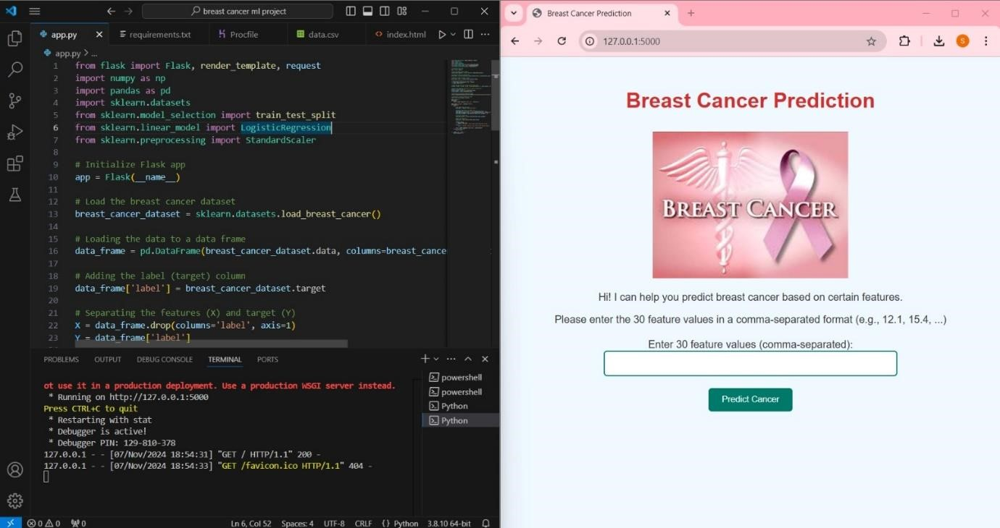 breast cancer ml project
app.py
requirements.txt
Procfile
data.csv
index.html
app.py > ...
1 from flask import Flask, render_template, request
2 import numpy as np
3 import pandas as pd
4 import sklearn.datasets
5 from sklearn.model_selection import train_test_split
6 from sklearn.linear_model import LogisticRegression
7 from sklearn.preprocessing import StandardScaler
8
9 # Initialize Flask app
10 app = Flask(__name__)
11
12 # Load the breast cancer dataset
13 breast_cancer_dataset = sklearn.datasets.load_breast_cancer()
14
15 # Loading the data to a data frame
16 data_frame = pd.DataFrame(breast_cancer_dataset.data, columns=breast_cance
17
18 # Adding the label (target) column
19 data_frame['label'] = breast_cancer_dataset.target
20
21 # Separating the features (X) and target (Y)
22 X = data_frame.drop(columns='label', axis=1)
23 Y = data_frame['label']
PROBLEMS OUTPUT DEBUG CONSOLE TERMINAL PORTS
ot use it in a production deployment. Use a production WSGI server instead.
* Running on http://127.0.0.1:5000
Press CTRL+C to quit
* Restarting with stat
* Debugger is active!
* Debugger PIN: 129-810-378
127.0.0.1 - - [07/Nov/2024 18:54:31] "GET / HTTP/1.1" 200 -
127.0.0.1 - - [07/Nov/2024 18:54:33] "GET /favicon.ico HTTP/1.1" 404 -
powershell
powershell
Python
Python
0 0 0 Ln 6, Col 52 Spaces: 4 UTF-8 CRLF {} Python 3.8.10 64-bit
Breast Cancer Prediction
127.0.0.1:5000
S
Breast Cancer Prediction
BREAST CANCER
Hi! I can help you predict breast cancer based on certain features.
Please enter the 30 feature values in a comma-separated format (e.g., 12.1, 15.4, ...)
Enter 30 feature values (comma-separated):
Predict Cancer